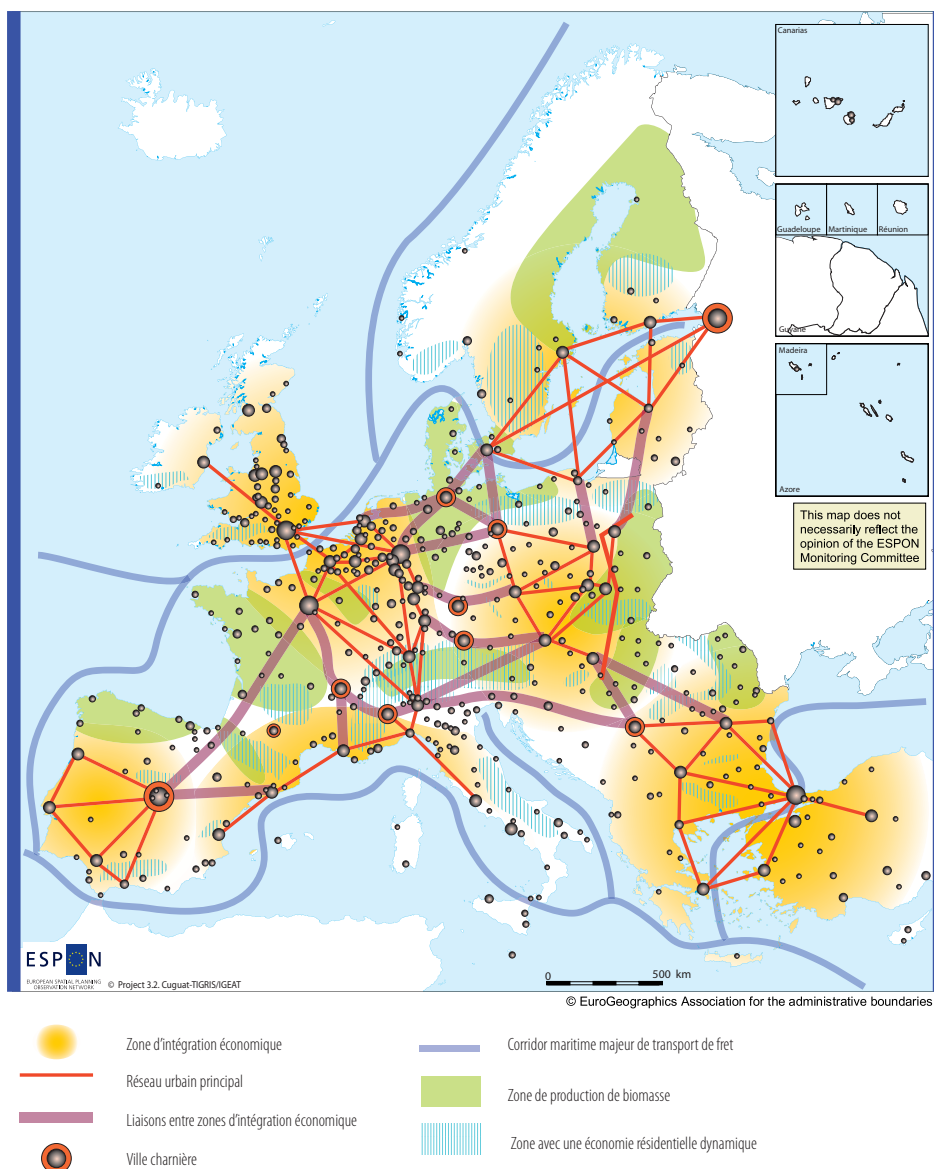 Canarias
Guadeloupe
Martinique
Réunion
Guyane
Madeira
Azore
This map does not
necessarily reflect the
opinion of the ESPON
Monitoring Committee
ESPON
EUROPEAN SPATIAL PLANNING
OBSERVATION NETWORK
© Project 3.2. Cuguat-TIGRIS/IGEAT
0
500 km
© EuroGeographics Association for the administrative boundaries
Zone d'intégration économique
Réseau urbain principal
Liaisons entre zones d'intégration économique
Ville charnière
Corridor maritime majeur de transport de fret
Zone de production de biomasse
Zone avec une économie résidentielle dynamique